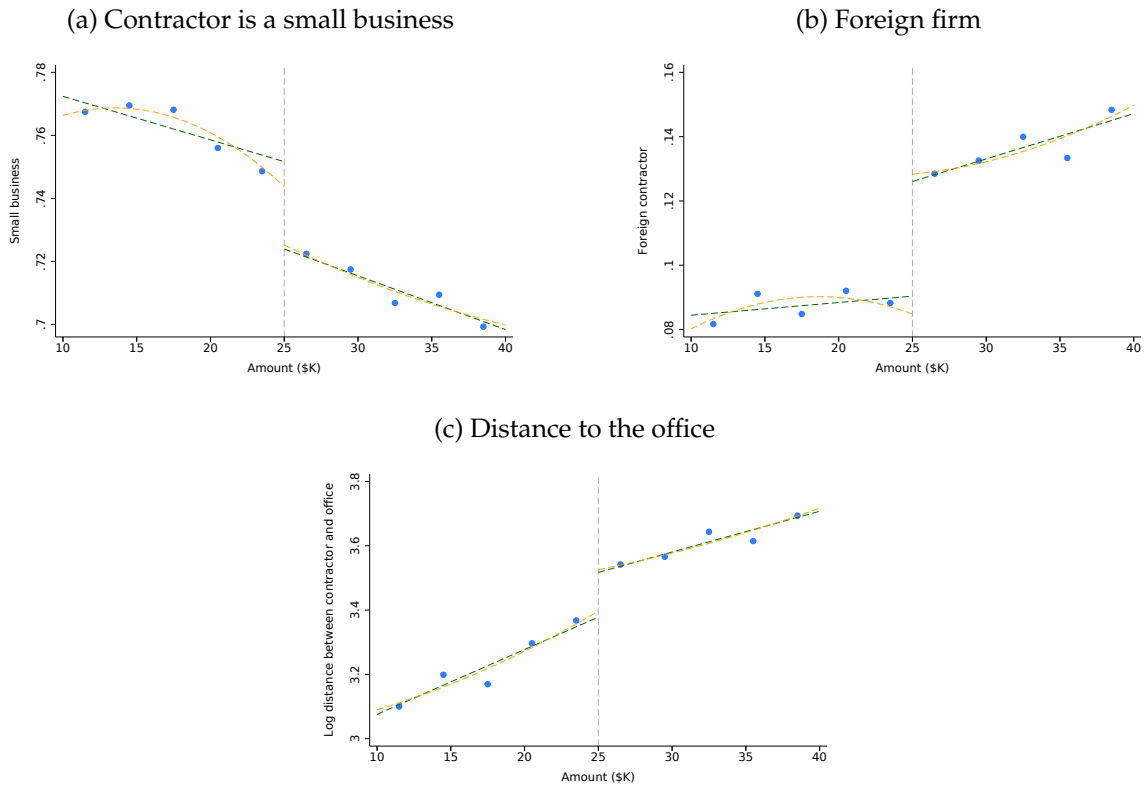 (a) Contractor is a small business
Small business
.78
.76
.74
.72
.7
10 15 20 25 30 35 40
Amount ($K)
(b) Foreign firm
Foreign contractor
.16
.14
.12
.1
.08
10 15 20 25 30 35 40
Amount ($K)
(c) Distance to the office
Log distance between contractor and office
3.8
3.6
3.4
3.2
3
10 15 20 25 30 35 40
Amount ($K)